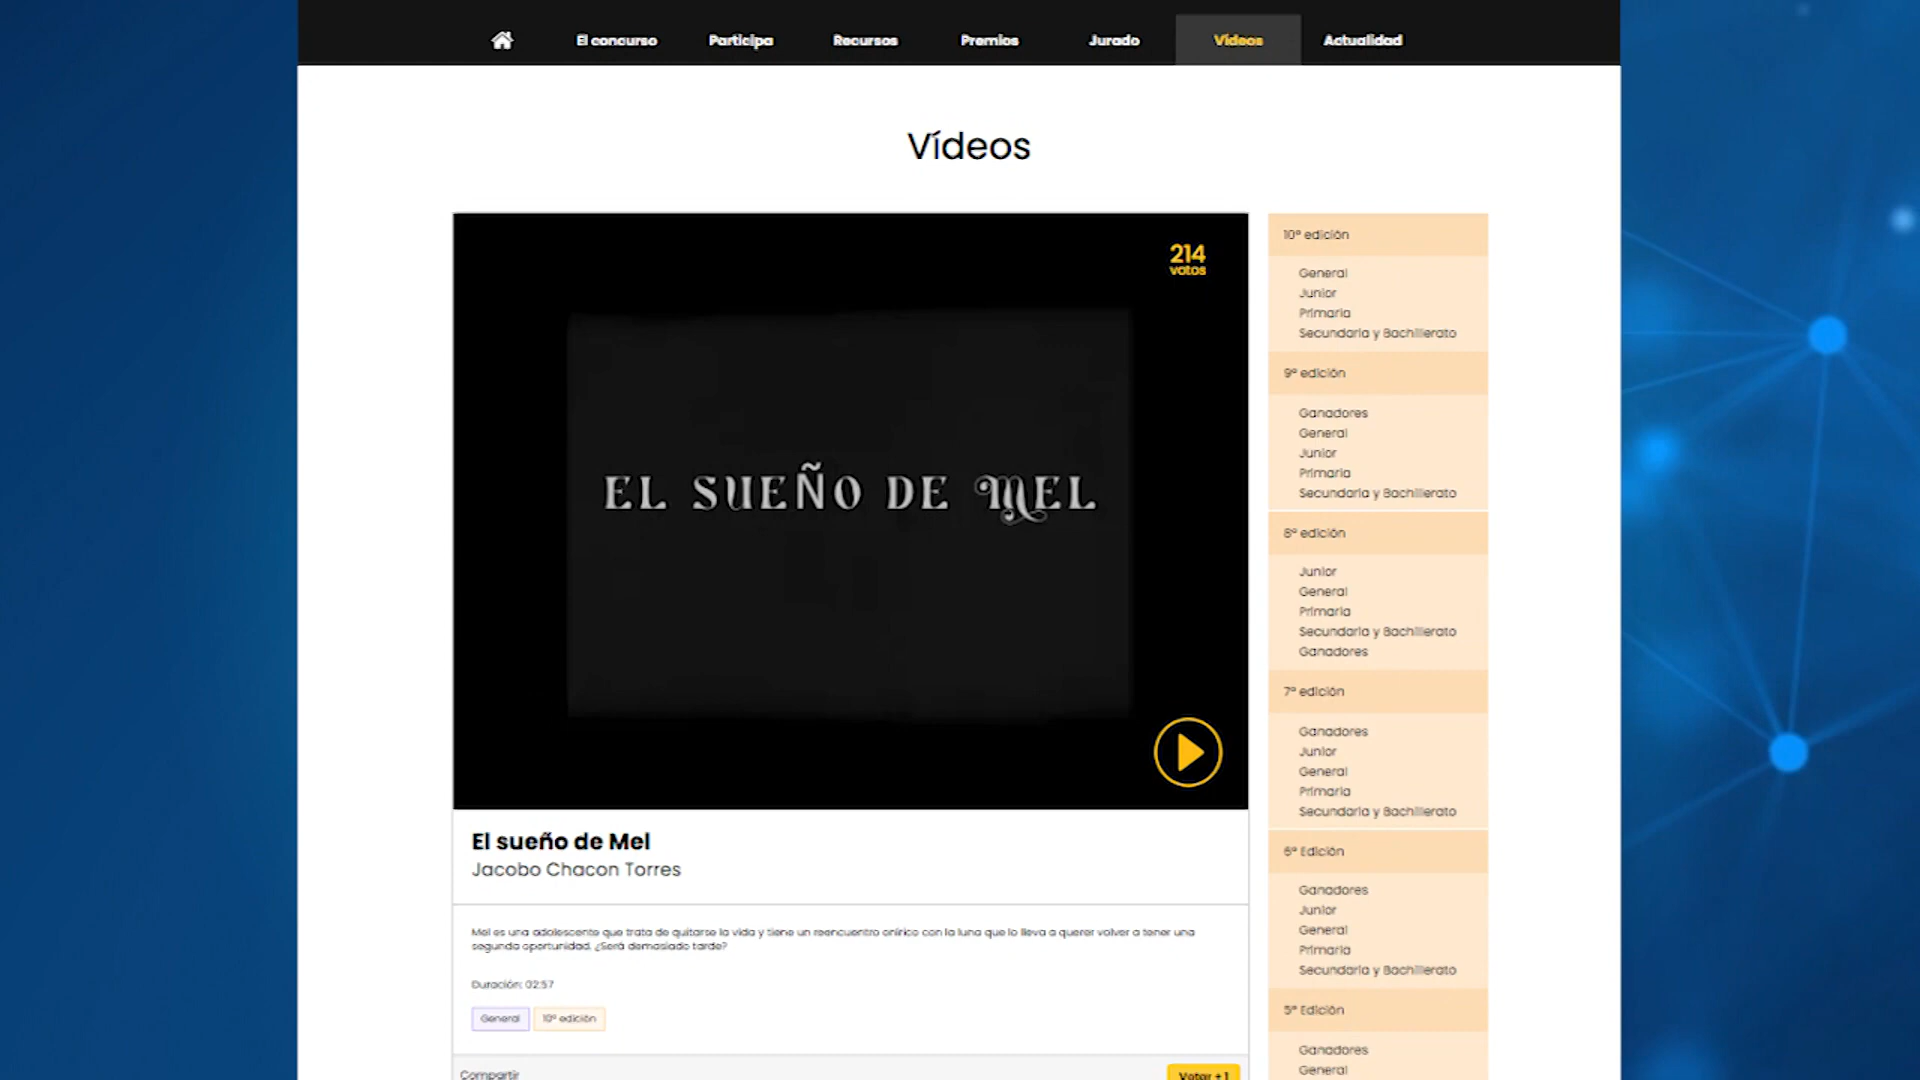 El concurso Participa Recursos Premios Jurado Vídeos Actualidad
Vídeos
214
votos
EL SUEÑO DE MEL
El sueño de Mel
Jacobo Chacon Torres
Mel es una adolescente que trata de quitarse la vida y tiene un reencuentro onírico con la luna que lo lleva a querer volver a tener una
segunda oportunidad. ¿Será demasiado tarde?
Duración: 02:57
General 10ª edición
Compartir
Votar +1
10ª edición
General
Junior
Primaria
Secundaria y Bachillerato
9ª edición
Ganadores
General
Junior
Primaria
Secundaria y Bachillerato
8ª edición
Junior
General
Primaria
Secundaria y Bachillerato
Ganadores
7ª edición
Ganadores
Junior
General
Primaria
Secundaria y Bachillerato
6ª Edición
Ganadores
Junior
General
Primaria
Secundaria y Bachillerato
5ª Edición
Ganadores
General